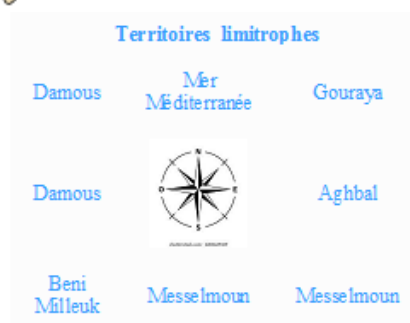 Territoires limitrophes
Damous
Mer
Méditerranée
Gouraya
Damous
N
O
E
S
Aghbal
Beni
Milleuk
Messelmoun
Messelmoun